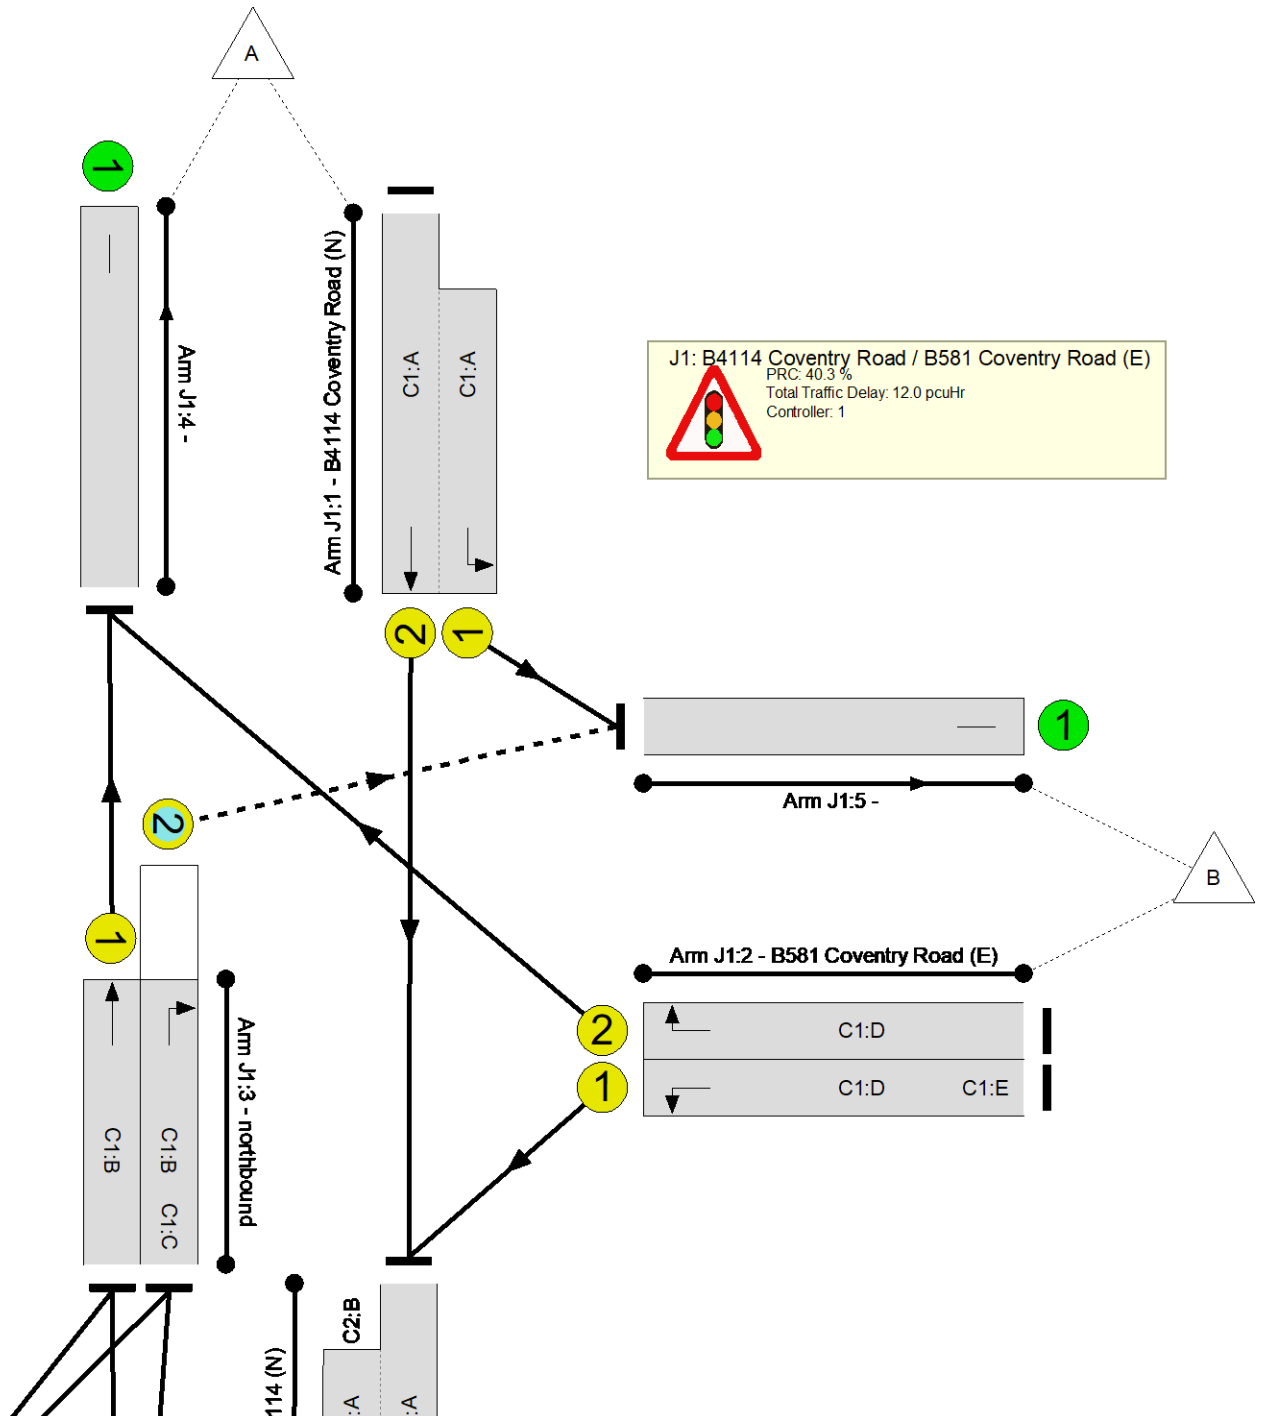 A
1
Arm J1:4 -
Arm J1:1 - B4114 Coventry Road (N)
C1:A
C1:A
J1: B4114 Coventry Road / B581 Coventry Road (E)
PRC: 40.3 %
Total Traffic Delay: 12.0 pcuHr
Controller: 1
2
1
1
Arm J1:5 -
2
B
1
Arm J1:2 - B581 Coventry Road (E)
2
C1:D
1
C1:D C1:E
Arm J1:3 - northbound
C1:B
C1:B C1:C
C2:B
114 (N)
:A
:A